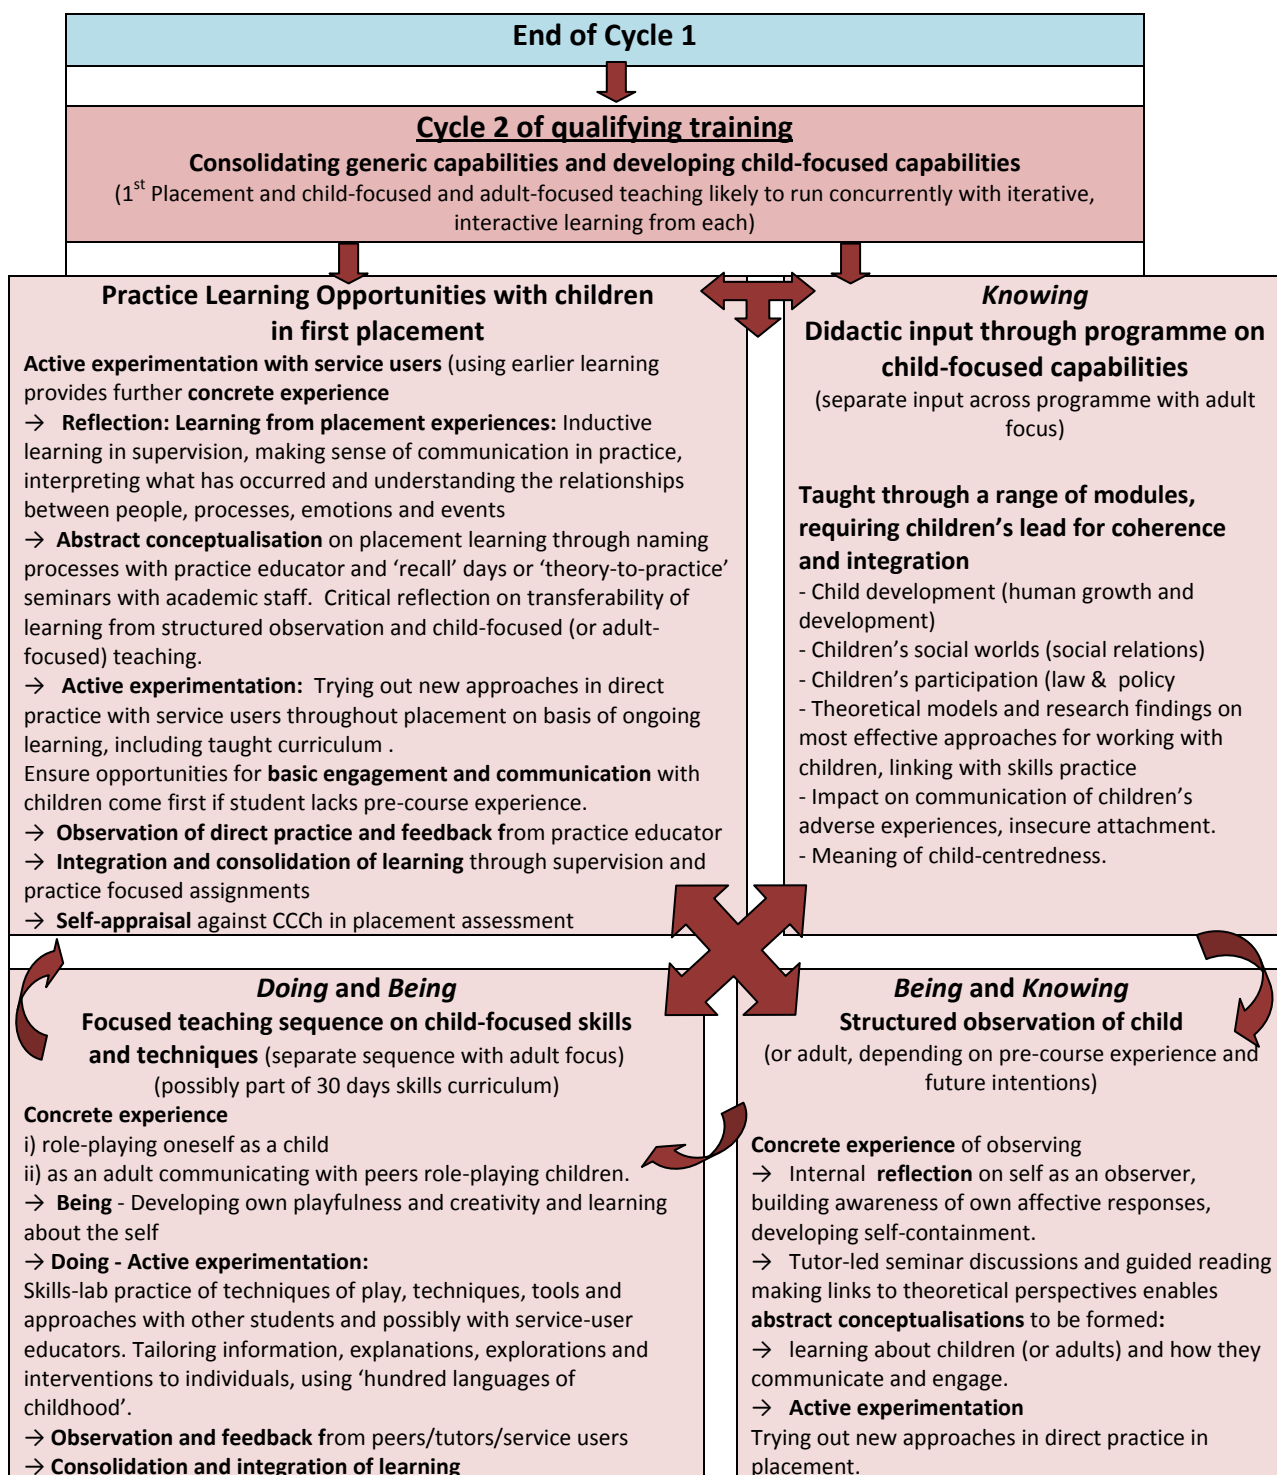 End of Cycle 1
Cycle 2 of qualifying training
Consolidating generic capabilities and developing child-focused capabilities
(1st Placement and child-focused and adult-focused teaching likely to run concurrently with iterative,
interactive learning from each)
Practice Learning Opportunities with children
in first placement
Active experimentation with service users (using earlier learning
provides further concrete experience
→ Reflection: Learning from placement experiences: Inductive
learning in supervision, making sense of communication in practice,
interpreting what has occurred and understanding the relationships
between people, processes, emotions and events
→ Abstract conceptualisation on placement learning through naming
processes with practice educator and ‘recall’ days or ‘theory-to-practice’
seminars with academic staff. Critical reflection on transferability of
learning from structured observation and child-focused (or adult-
focused) teaching.
→ Active experimentation: Trying out new approaches in direct
practice with service users throughout placement on basis of ongoing
learning, including taught curriculum .
Ensure opportunities for basic engagement and communication with
children come first if student lacks pre-course experience.
→ Observation of direct practice and feedback from practice educator
→ Integration and consolidation of learning through supervision and
practice focused assignments
→ Self-appraisal against CCCh in placement assessment
Knowing
Didactic input through programme on
child-focused capabilities
(separate input across programme with adult
focus)
Taught through a range of modules,
requiring children’s lead for coherence
and integration
- Child development (human growth and
development)
- Children’s social worlds (social relations)
- Children’s participation (law & policy
- Theoretical models and research findings on
most effective approaches for working with
children, linking with skills practice
- Impact on communication of children’s
adverse experiences, insecure attachment.
- Meaning of child-centredness.
Doing and Being
Focused teaching sequence on child-focused skills
and techniques (separate sequence with adult focus)
(possibly part of 30 days skills curriculum)
Concrete experience
i) role-playing oneself as a child
ii) as an adult communicating with peers role-playing children.
→ Being - Developing own playfulness and creativity and learning
about the self
→ Doing - Active experimentation:
Skills-lab practice of techniques of play, techniques, tools and
approaches with other students and possibly with service-user
educators. Tailoring information, explanations, explorations and
interventions to individuals, using ‘hundred languages of
childhood’.
→ Observation and feedback from peers/tutors/service users
→ Consolidation and integration of learning
Being and Knowing
Structured observation of child
(or adult, depending on pre-course experience and
future intentions)
Concrete experience of observing
→ Internal reflection on self as an observer,
building awareness of own affective responses,
developing self-containment.
→ Tutor-led seminar discussions and guided reading
making links to theoretical perspectives enables
abstract conceptualisations to be formed:
→ learning about children (or adults) and how they
communicate and engage.
→ Active experimentation
Trying out new approaches in direct practice in
placement.